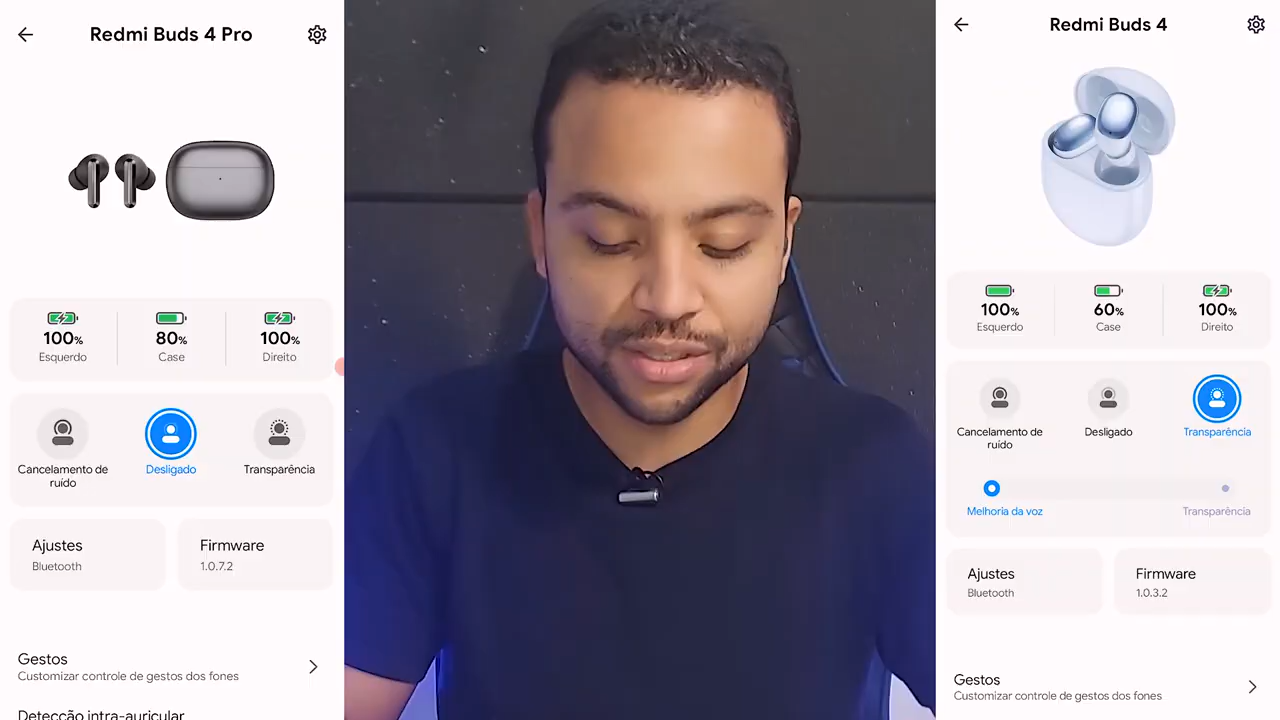 Redmi Buds 4 Pro
100%
80%
100%
Esquerdo
Case
Direito
Cancelamento de
ruído
Desligado
Transparência
Ajustes
Bluetooth
Firmware
1.0.7.2
Gestos
Customizar controle de gestos dos fones
Detecção intra-auricular
Redmi Buds 4
100%
60%
100%
Esquerdo
Case
Direito
Cancelamento de
ruído
Desligado
Transparência
Melhoria da voz
Transparência
Ajustes
Bluetooth
Firmware
1.0.3.2
Gestos
Customizar controle de gestos dos fones